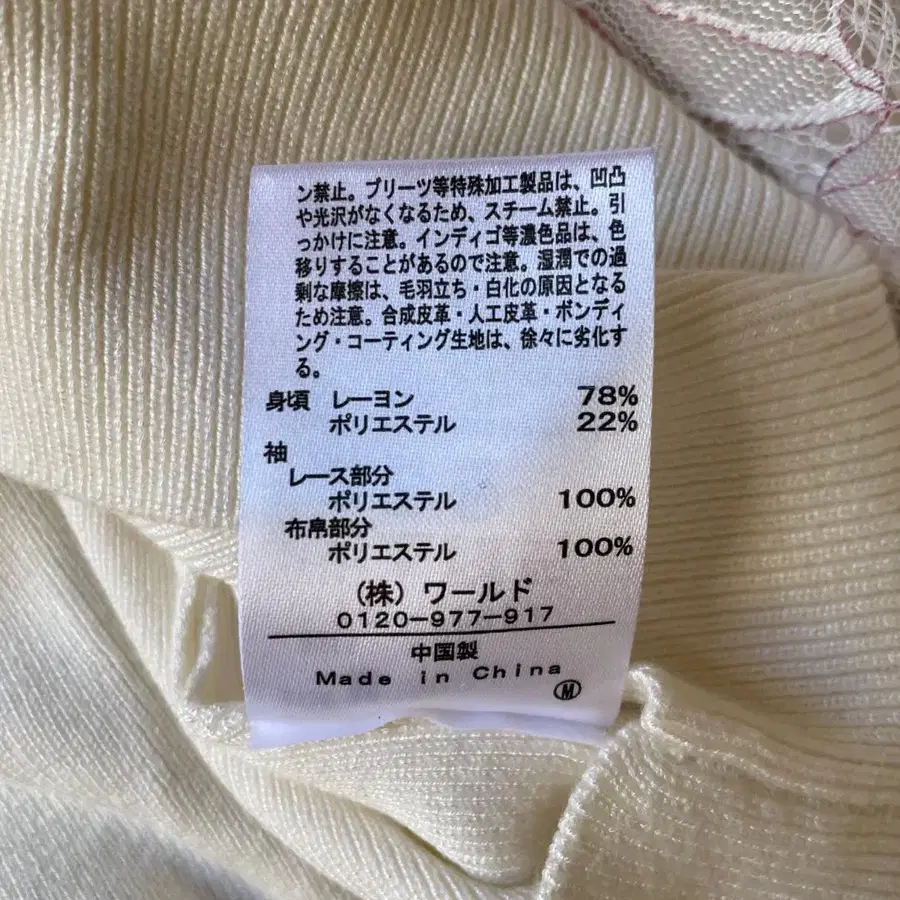 ン禁止。プリーツ等特殊加工製品は、凹凸
や光沢がなくなるため、スチーム禁止。引
っかけに注意。インディゴ等濃色品は、色
移りすることがあるので注意。湿潤での過
剰な摩擦は、毛羽立ち・白化の原因となる
ため注意。合成皮革・人工皮革・ボンディ
ング・コーティング生地は、徐々に劣化す
る。
身頃 レーヨン 78%
ポリエステル 22%
袖
レース部分
ポリエステル 100%
布帛部分
ポリエステル 100%
(株) ワールド
0120-977-917
中国製
Made in China
M